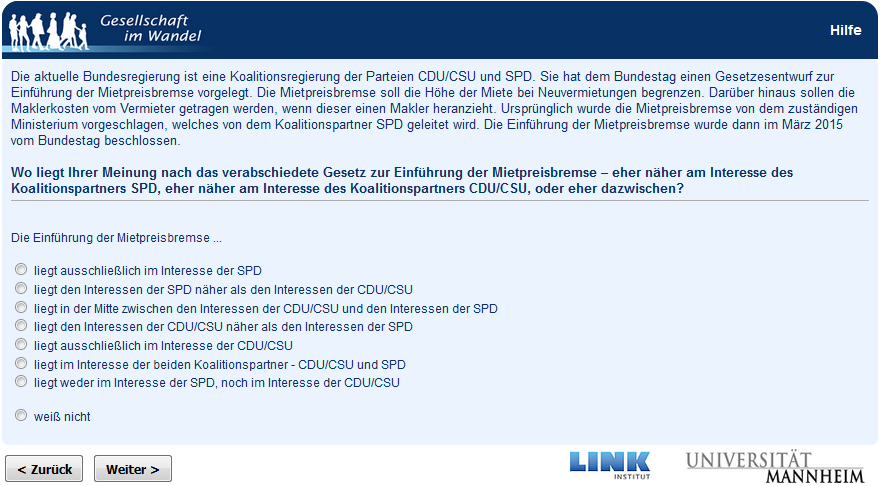 Gesellschaft
im Wandel
Hilfe
Die aktuelle Bundesregierung ist eine Koalitionsregierung der Parteien CDU/CSU und SPD. Sie hat dem Bundestag einen Gesetzesentwurf zur
Einführung der Mietpreisbremse vorgelegt. Die Mietpreisbremse soll die Höhe der Miete bei Neuvermietungen begrenzen. Darüber hinaus sollen die
Maklerkosten vom Vermieter getragen werden, wenn dieser einen Makler heranzieht. Ursprünglich wurde die Mietpreisbremse von dem zuständigen
Ministerium vorgeschlagen, welches von dem Koalitionspartner SPD geleitet wird. Die Einführung der Mietpreisbremse wurde dann im März 2015
vom Bundestag beschlossen.
Wo liegt Ihrer Meinung nach das verabschiedete Gesetz zur Einführung der Mietpreisbremse – eher näher am Interesse des
Koalitionspartners SPD, eher näher am Interesse des Koalitionspartners CDU/CSU, oder eher dazwischen?
Die Einführung der Mietpreisbremse ...
liegt ausschließlich im Interesse der SPD
liegt den Interessen der SPD näher als den Interessen der CDU/CSU
liegt in der Mitte zwischen den Interessen der CDU/CSU und den Interessen der SPD
liegt den Interessen der CDU/CSU näher als den Interessen der SPD
liegt ausschließlich im Interesse der CDU/CSU
liegt im Interesse der beiden Koalitionspartner - CDU/CSU und SPD
liegt weder im Interesse der SPD, noch im Interesse der CDU/CSU
weiß nicht
< Zurück
Weiter >
LINK
INSTITUT
UNIVERSITÄT
MANNHEIM